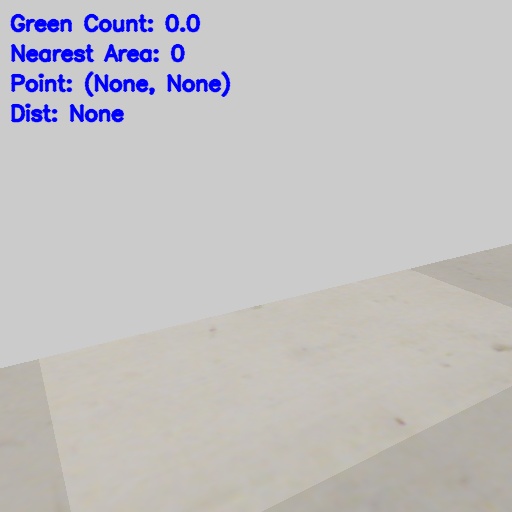 Green Count: 0.0
Nearest Area: 0
Point: (None, None)
Dist: None